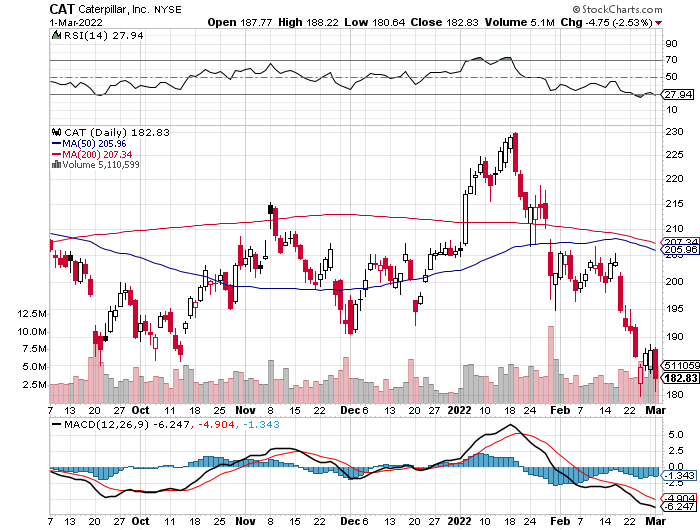 CAT Caterpillar, Inc. NYSE © StockCharts.com
1-Mar-2022 Open 187.77 High 188.22 Low 180.64 Close 182.83 Volume 5.1M Chg -4.75 (-2.53%)
RSI(14) 27.94
90
70
50
27.94
10
CAT (Daily) 182.83
MA(50) 205.96
MA(200) 207.34
Volume 5,110,599
230
225
220
215
210
207.34
205.96
205
200
195
190
5110599
182.83
180
12.5M
10.0M
7.5M
5.0M
2.5M
7 13 20 27 Oct 11 18 25 Nov 8 15 22 Dec 6 13 20 27 2022 10 18 24 Feb 7 14 22 Mar
MACD(12,26,9) -6.247, -4.904, -1.343
5.0
2.5
0.0
-1.343
-2.5
-4.904
-6.247
7 13 20 27 Oct 11 18 25 Nov 8 15 22 Dec 6 13 20 27 2022 10 18 24 Feb 7 14 22 Mar